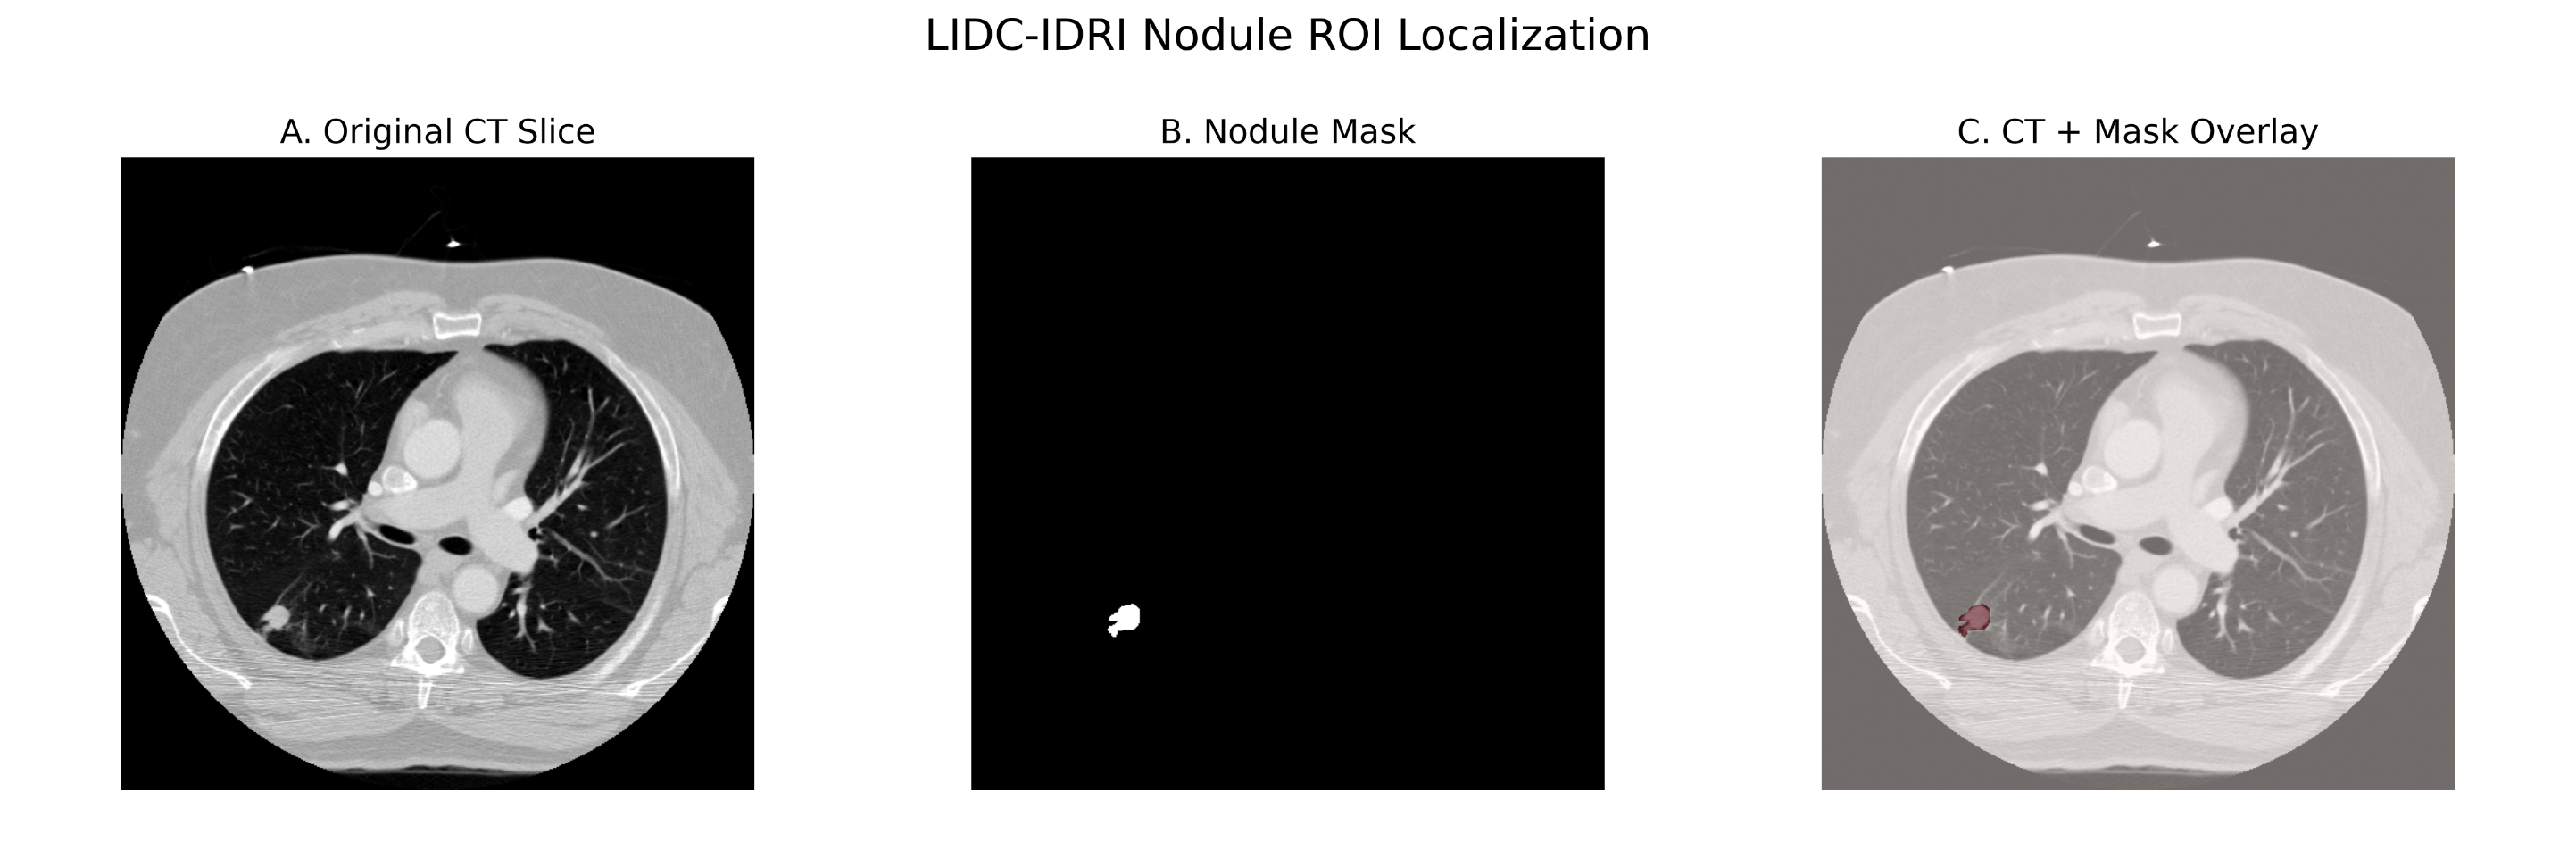 LIDC-IDRI Nodule ROI Localization
A. Original CT Slice
B. Nodule Mask
C. CT + Mask Overlay